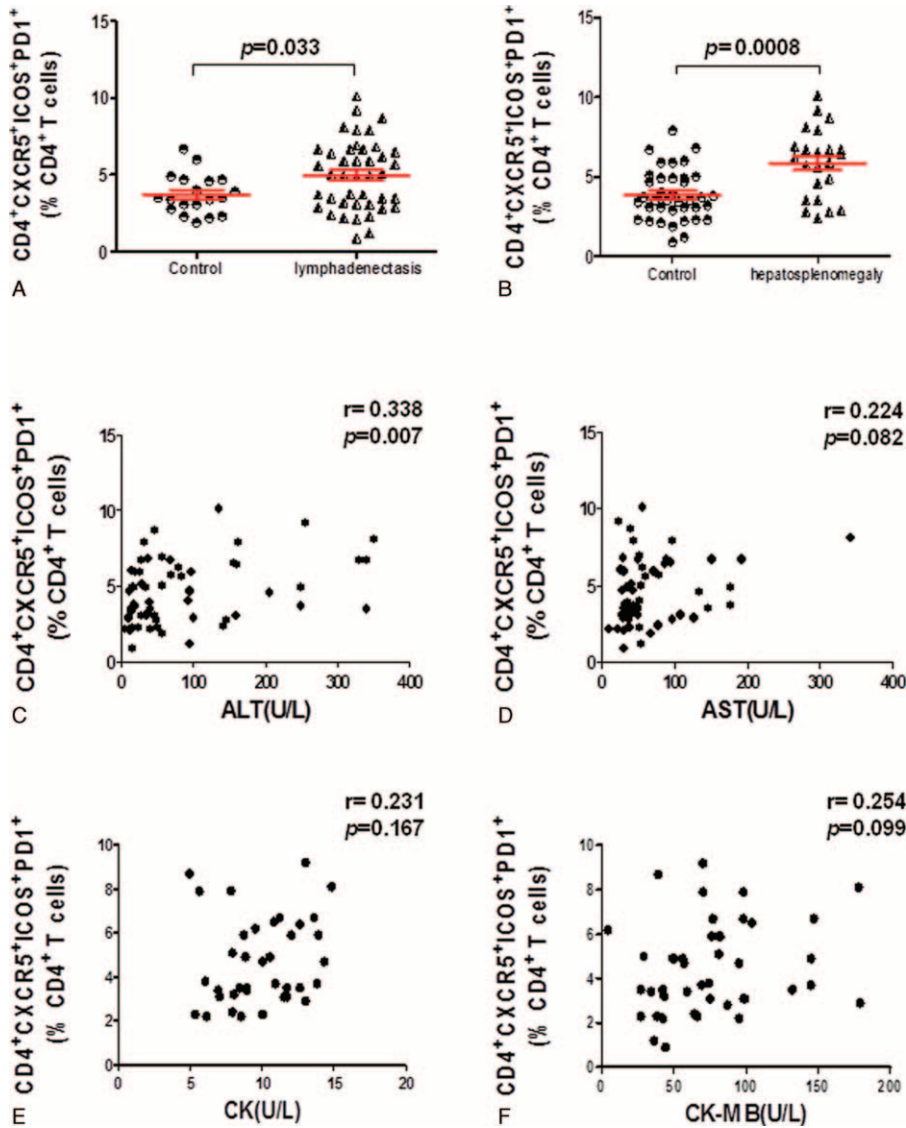 CD4⁺CXCR5⁺ICOS⁺PD1⁺
(% CD4⁺ T cells)
15
10
5
0
p=0.033
Control
lymphadenectasis
A
CD4⁺CXCR5⁺ICOS⁺PD1⁺
(% CD4⁺ T cells)
15
10
5
0
p=0.0008
Control
hepatosplenomegaly
B
CD4⁺CXCR5⁺ICOS⁺PD1⁺
(% CD4⁺ T cells)
r= 0.338
p=0.007
15
10
5
0
0 100 200 300 400
ALT(U/L)
C
CD4⁺CXCR5⁺ICOS⁺PD1⁺
(% CD4⁺ T cells)
r= 0.224
p=0.082
15
10
5
0
0 100 200 300 400
AST(U/L)
D
CD4⁺CXCR5⁺ICOS⁺PD1⁺
(% CD4⁺ T cells)
r= 0.231
p=0.167
10
8
6
4
2
0
0 5 10 15 20
CK(U/L)
E
CD4⁺CXCR5⁺ICOS⁺PD1⁺
(% CD4⁺ T cells)
r= 0.254
p=0.099
10
8
6
4
2
0
0 50 100 150 200
CK-MB(U/L)
F